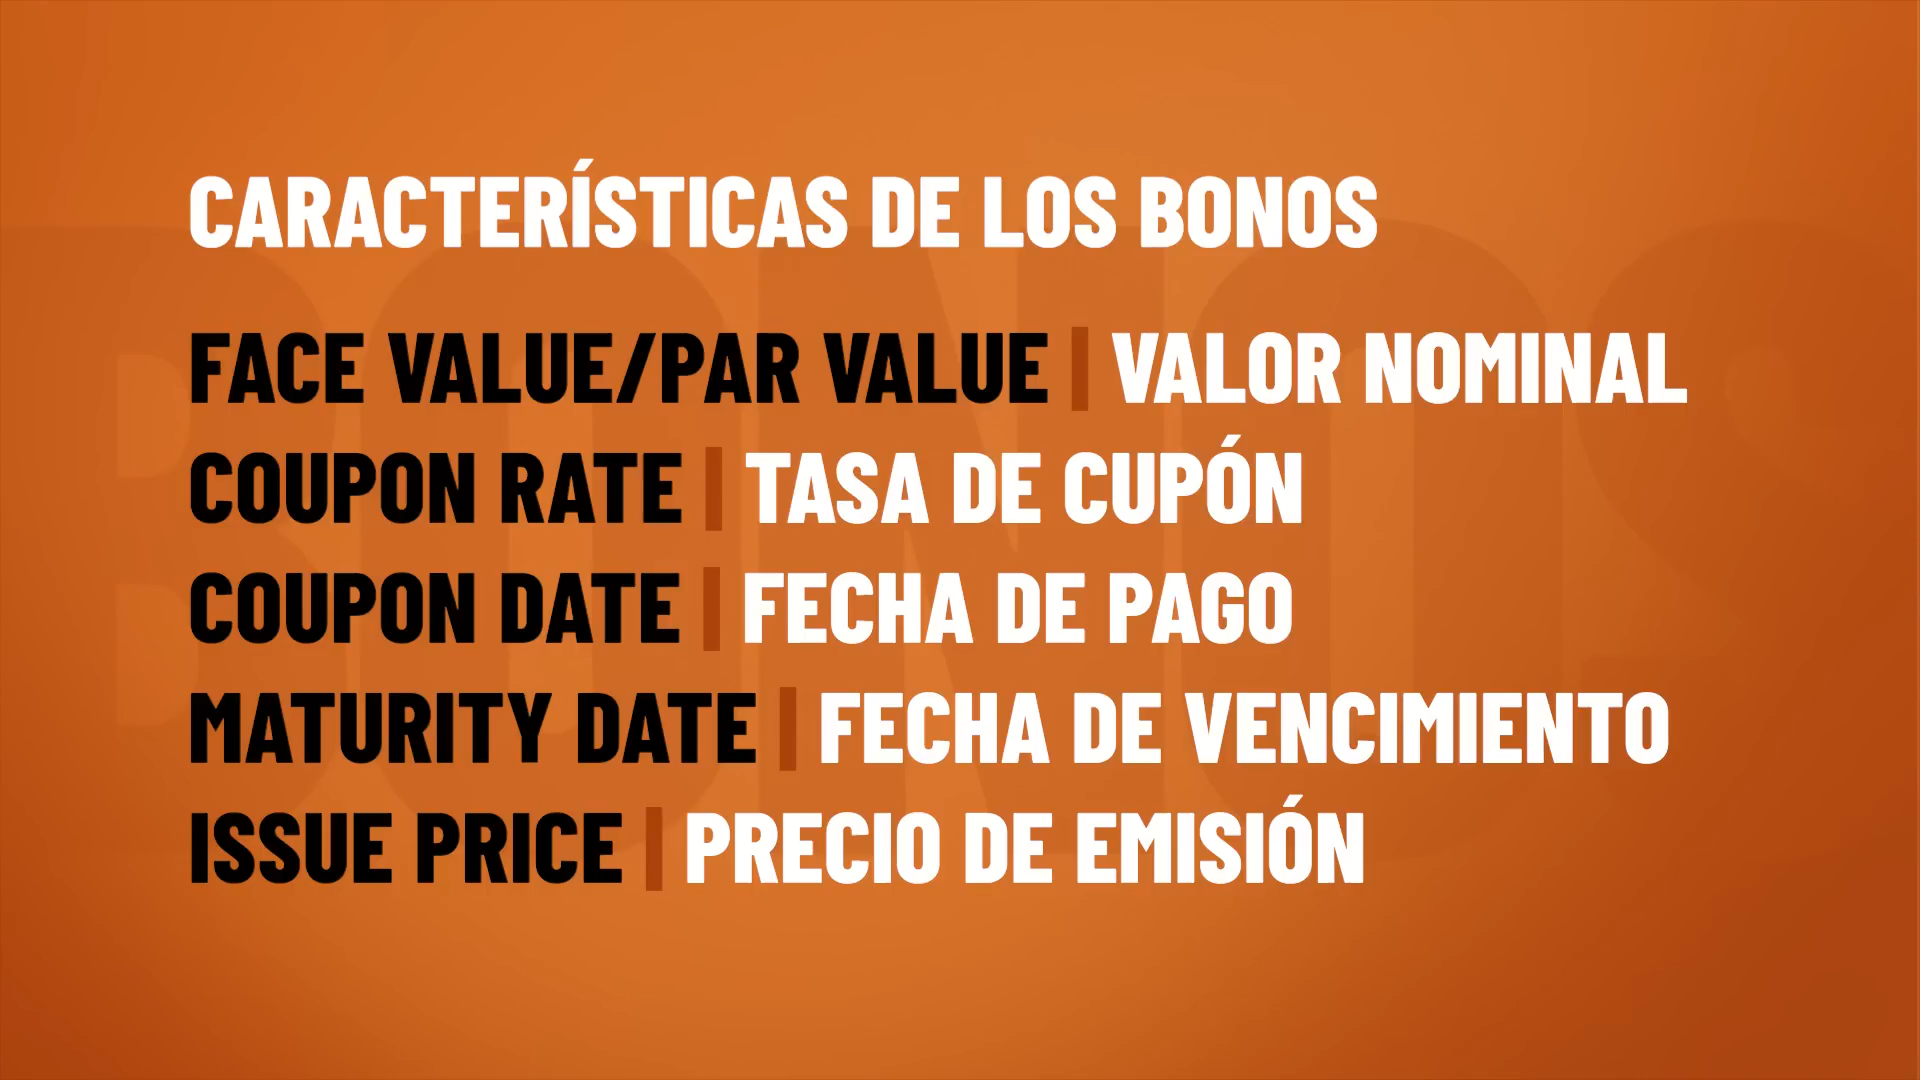 CARACTERÍSTICAS DE LOS BONOS
FACE VALUE/PAR VALUE | VALOR NOMINAL
COUPON RATE | TASA DE CUPÓN
COUPON DATE | FECHA DE PAGO
MATURITY DATE | FECHA DE VENCIMIENTO
ISSUE PRICE | PRECIO DE EMISIÓN
BONOS